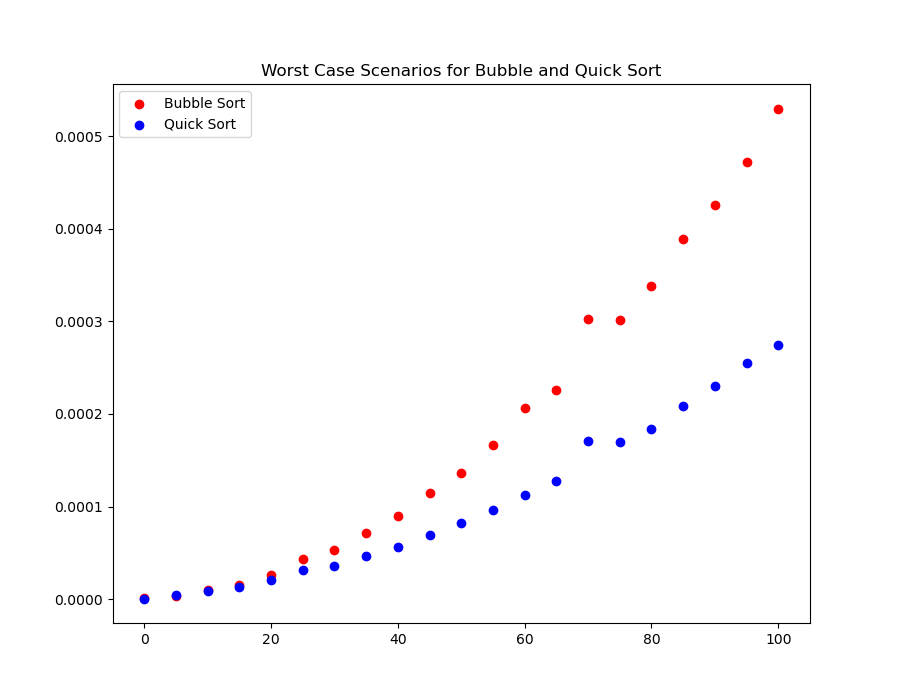 Worst Case Scenarios for Bubble and Quick Sort
Bubble Sort
Quick Sort
0.0005
0.0004
0.0003
0.0002
0.0001
0.0000
0 20 40 60 80 100